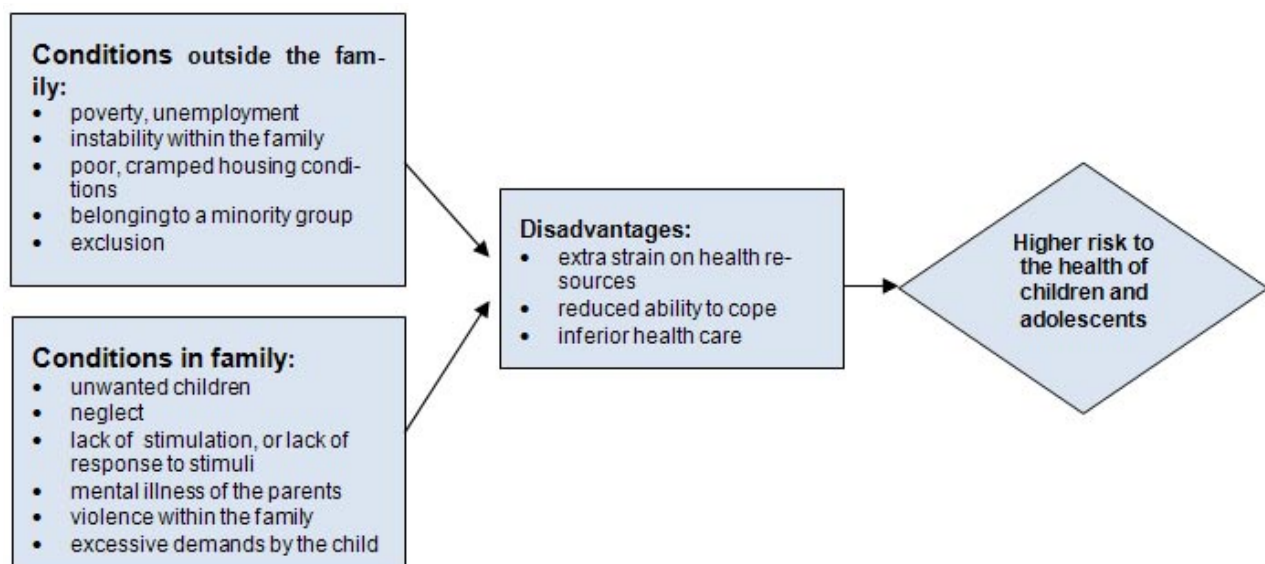 Conditions outside the fam-
ily:
• poverty, unemployment
• instability within the family
• poor, cramped housing condi-
tions
• belonging to a minority group
• exclusion
Conditions in family:
• unwanted children
• neglect
• lack of stimulation, or lack of
response to stimuli
• mental illness of the parents
• violence within the family
• excessive demands by the child
Disadvantages:
• extra strain on health re-
sources
• reduced ability to cope
• inferior health care
Higher risk to
the health of
children and
adolescents